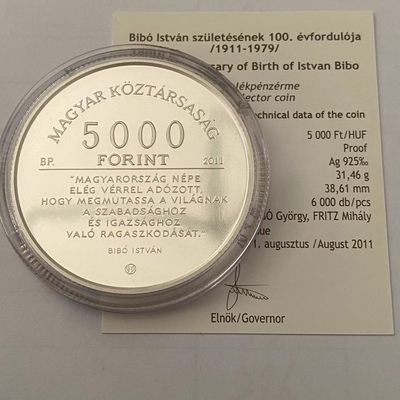 Bibó István születésének 100. évfordulója
/1911-1979/
sary of Birth of Istvan Bibo
lékpénzérme
lector coin
echnical data of the coin
5 000 Ft/HUF
Proof
Ag 925‰
31,46 g
38,61 mm
6 000 db/pcs
Ó György, FRITZ Mihály
ue
1. augusztus /August 2011
Elnök/Governor
MAGYAR KÖZTÁRSASÁG
5000
BP. FORINT 2011
"MAGYARORSZÁG NÉPE
ELÉG VÉRREL ADÓZOTT,
HOGY MEGMUTASSA A VILÁGNAK
A SZABADSÁGHOZ
ÉS IGAZSÁGHOZ
VALÓ RAGASZKODÁSÁT."
BIBÓ ISTVÁN